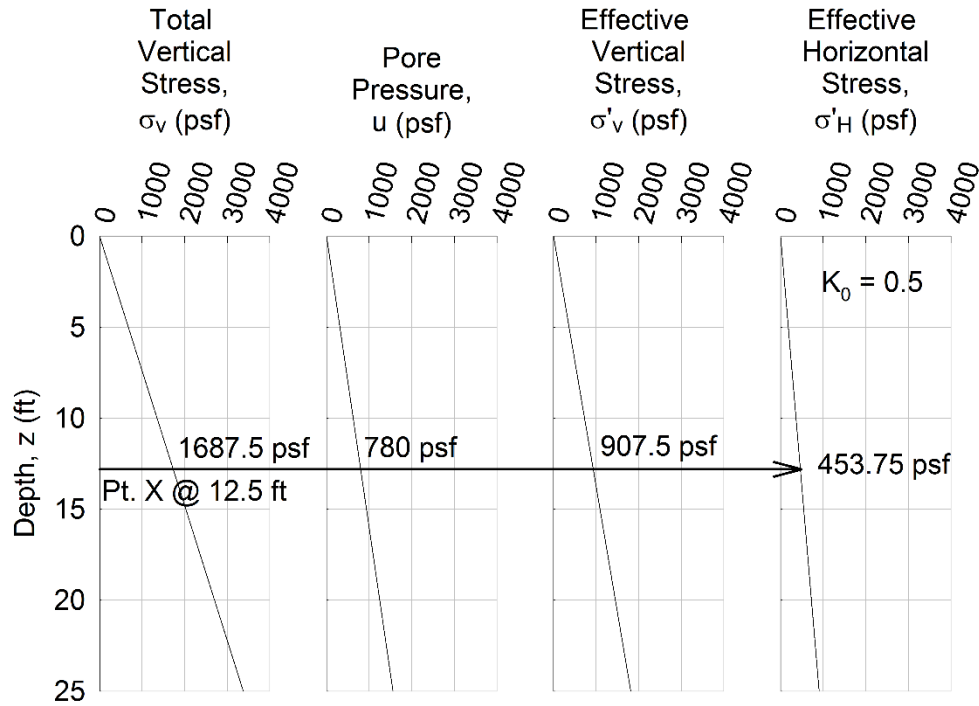 Total
Vertical
Stress,
σv (psf)
Pore
Pressure,
u (psf)
Effective
Vertical
Stress,
σ'v (psf)
Effective
Horizontal
Stress,
σ'H (psf)
0 1000 2000 3000 4000
0 1000 2000 3000 4000
0 1000 2000 3000 4000
0 1000 2000 3000 4000
Depth, z (ft)
0
5
10
15
20
25
K0 = 0.5
1687.5 psf
780 psf
907.5 psf
453.75 psf
Pt. X @ 12.5 ft